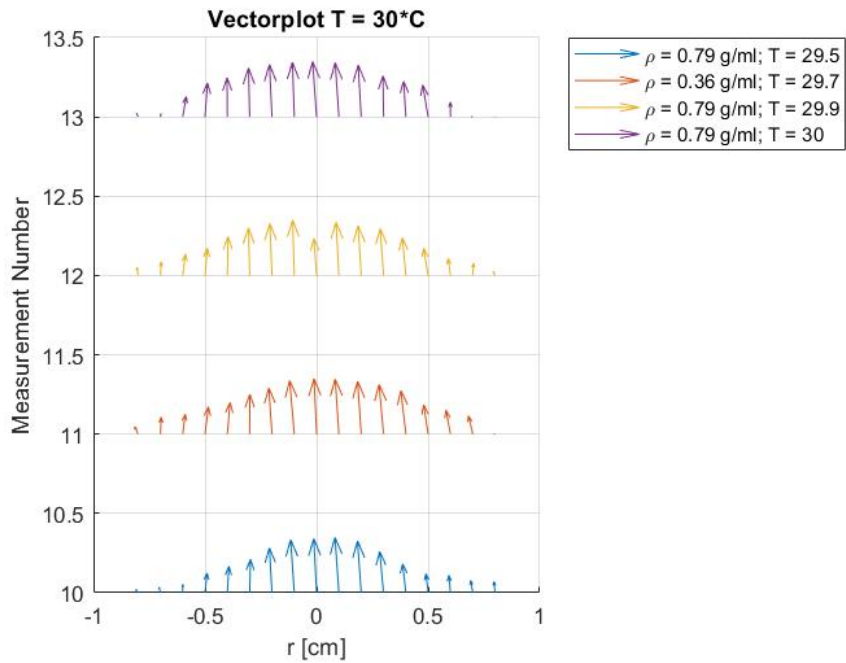 Vectorplot T = 30*C
ρ = 0.79 g/ml; T = 29.5
ρ = 0.36 g/ml; T = 29.7
ρ = 0.79 g/ml; T = 29.9
ρ = 0.79 g/ml; T = 30
Measurement Number
13.5
13
12.5
12
11.5
11
10.5
10
-1
-0.5
0
0.5
1
r [cm]